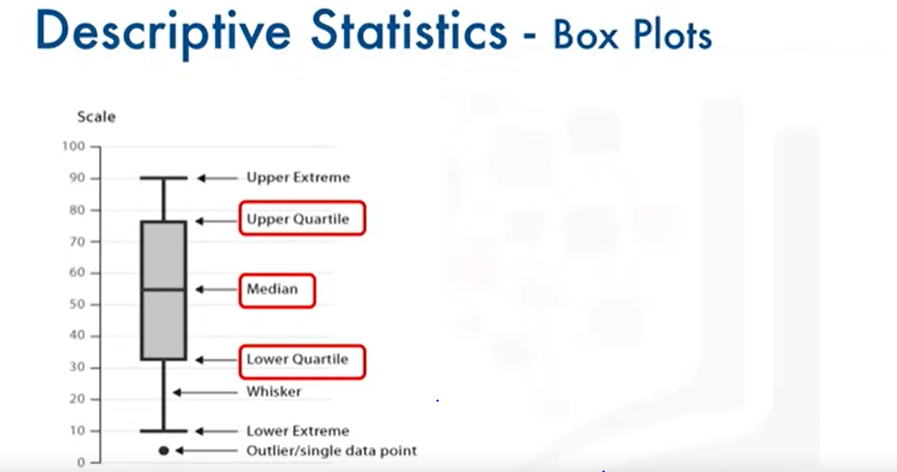 Descriptive Statistics - Box Plots
Scale
100
90
Upper Extreme
80
Upper Quartile
70
60
Median
50
40
Lower Quartile
30
Whisker
20
10
Lower Extreme
Outlier/single data point
0